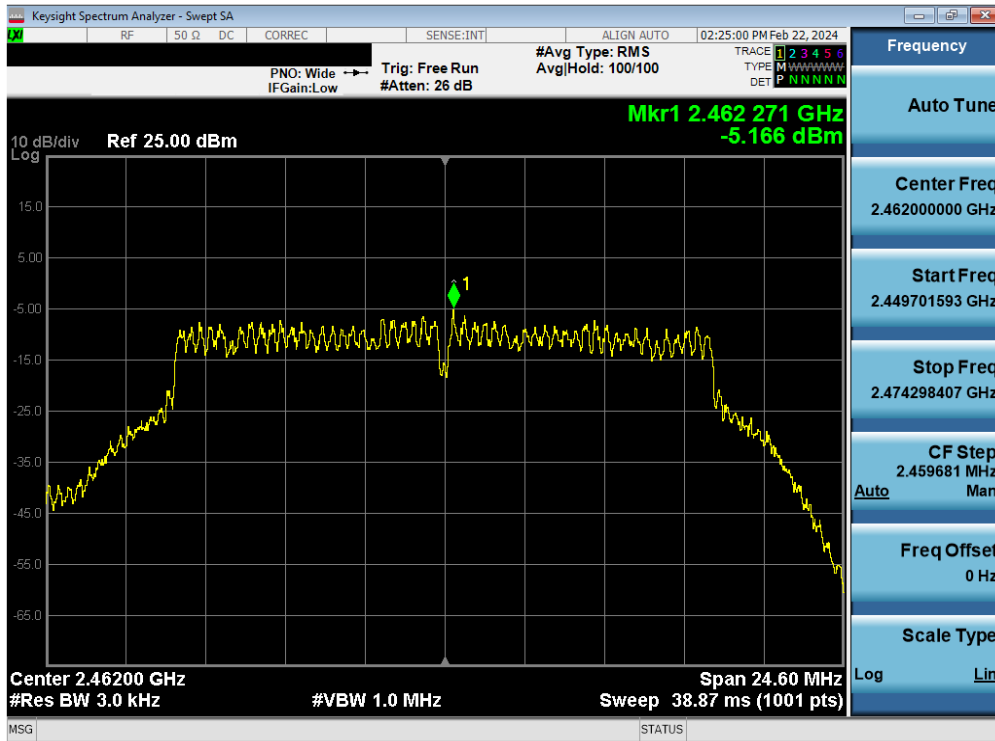 Keysight Spectrum Analyzer - Swept SA
LXI RF 50 Ω DC CORREC SENSE:INT ALIGN AUTO 02:25:00 PM Feb 22, 2024
PNO: Wide
IFGain:Low
Trig: Free Run
#Atten: 26 dB
#Avg Type: RMS
Avg|Hold: 100/100
TRACE 1 2 3 4 5 6
TYPE M WWWWW
DET P N N N N N
Mkr1 2.462 271 GHz
-5.166 dBm
10 dB/div Ref 25.00 dBm
Log
15.0
5.00
-5.00
-15.0
-25.0
-35.0
-45.0
-55.0
-65.0
1
Center 2.46200 GHz Span 24.60 MHz
#Res BW 3.0 kHz #VBW 1.0 MHz Sweep 38.87 ms (1001 pts)
MSG STATUS
Frequency
Auto Tune
Center Freq
2.462000000 GHz
Start Freq
2.449701593 GHz
Stop Freq
2.474298407 GHz
CF Step
2.459681 MHz
Auto Man
Freq Offset
0 Hz
Scale Type
Log Lin